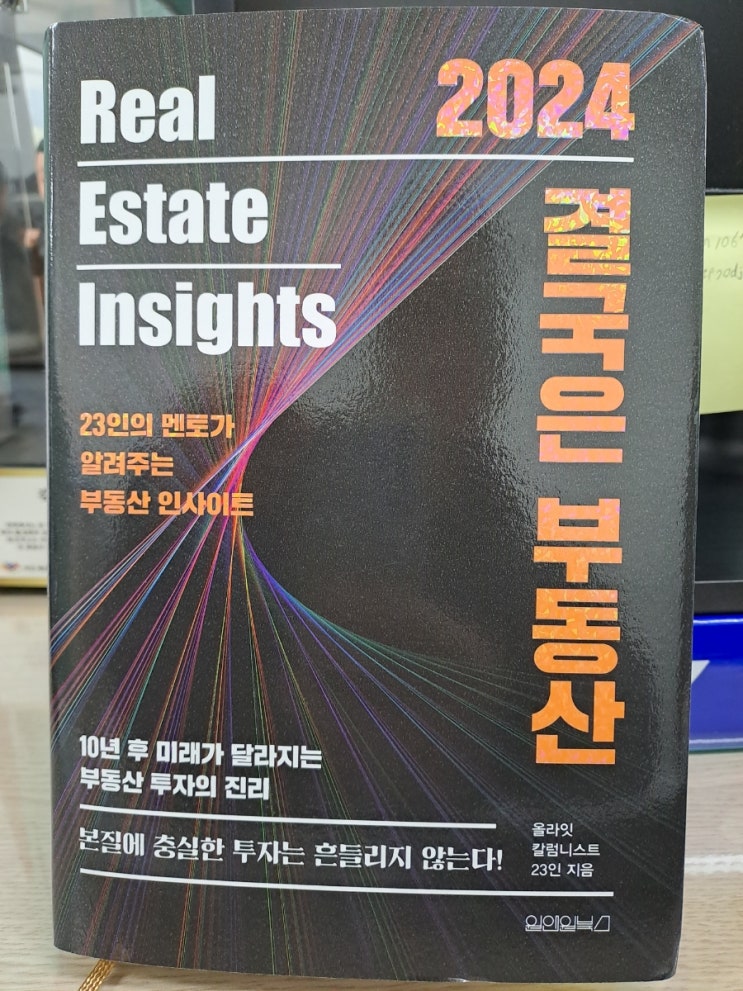 Real
Estate
Insights
2024
결국은 부동산
23인의 멘토가
알려주는
부동산 인사이트
10년 후 미래가 달라지는
부동산 투자의 진리
본질에 충실한 투자는 흔들리지 않는다!
올라잇
칼럼니스트
23인 지음
원앤원북스